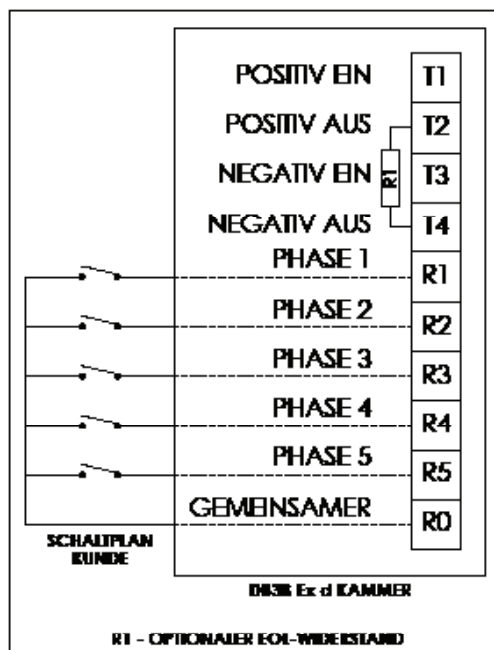 POSITIV EIN T1
POSITIV AUS T2
NEGATIV EIN T3
R1
NEGATIV AUS T4
PHASE 1 R1
PHASE 2 R2
PHASE 3 R3
PHASE 4 R4
PHASE 5 R5
GEMEINSAMER R0
SCHALTPLAN
KUNDE
DB3B Ex d KAMMER
R1 - OPTIONALER EOL-WIDERSTAND